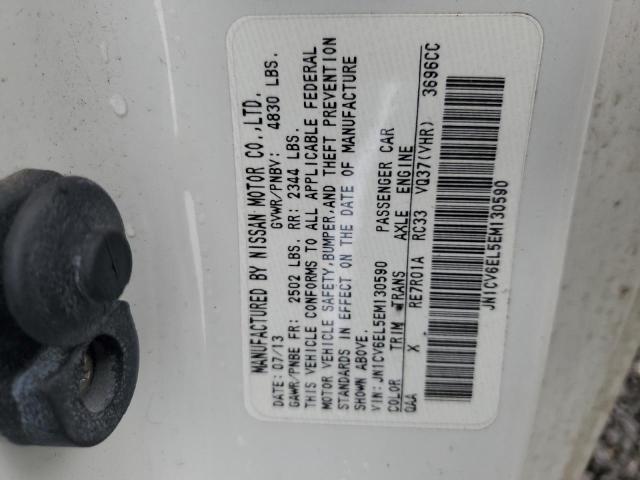 MANUFACTURED BY NISSAN MOTOR CO.,LTD.
DATE: 07/13 GVWR/PNBV: 4830 LBS.
GAWR/PNBE FR: 2502 LBS. RR: 2344 LBS.
THIS VEHICLE CONFORMS TO ALL APPLICABLE FEDERAL
MOTOR VEHICLE SAFETY,BUMPER,AND THEFT PREVENTION
STANDARDS IN EFFECT ON THE DATE OF MANUFACTURE
SHOWN ABOVE.
VIN: JN1CV6EL5EM130590 PASSENGER CAR
COLOR TRIM TRANS AXLE ENGINE
QAA X RE7R01A RC33 VQ37(VHR) 3696CC
JN1CV6EL5EM130590